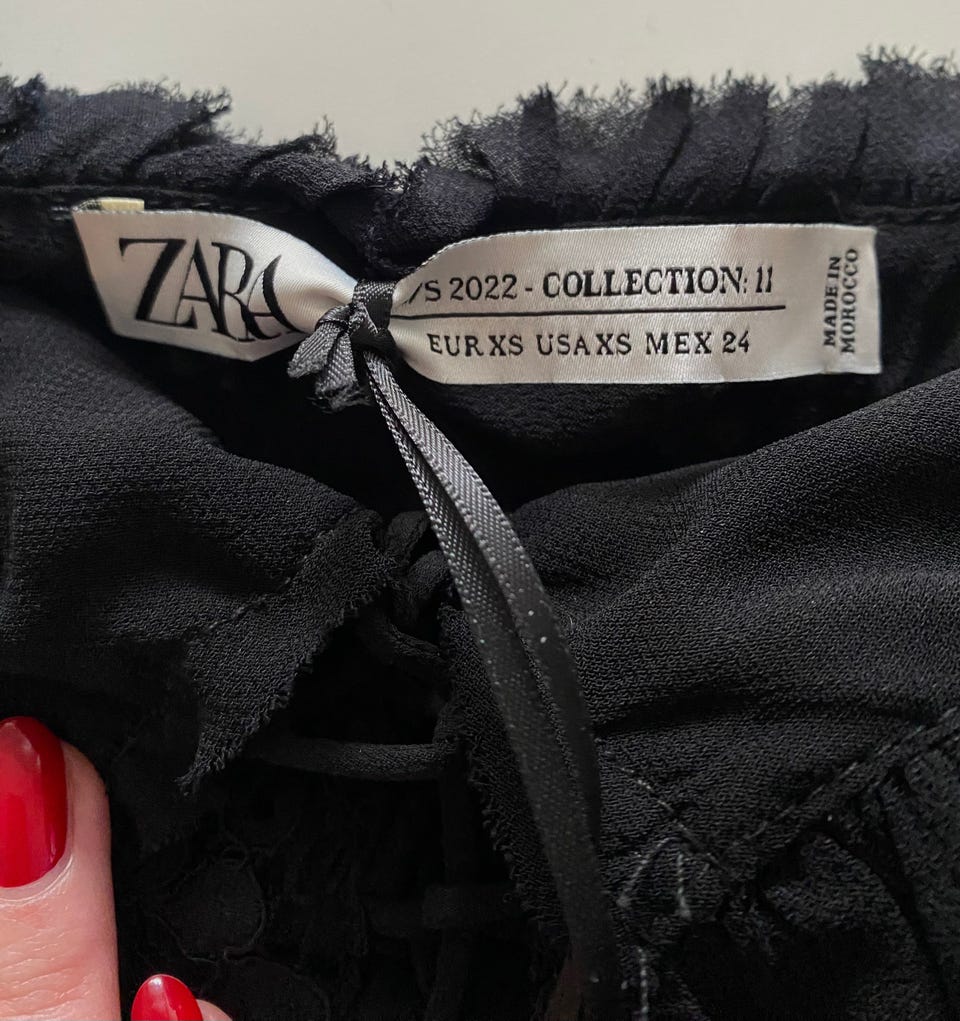 ZARA
/S 2022 - COLLECTION: 11
EUR XS USA XS MEX 24
MADE IN
MOROCCO